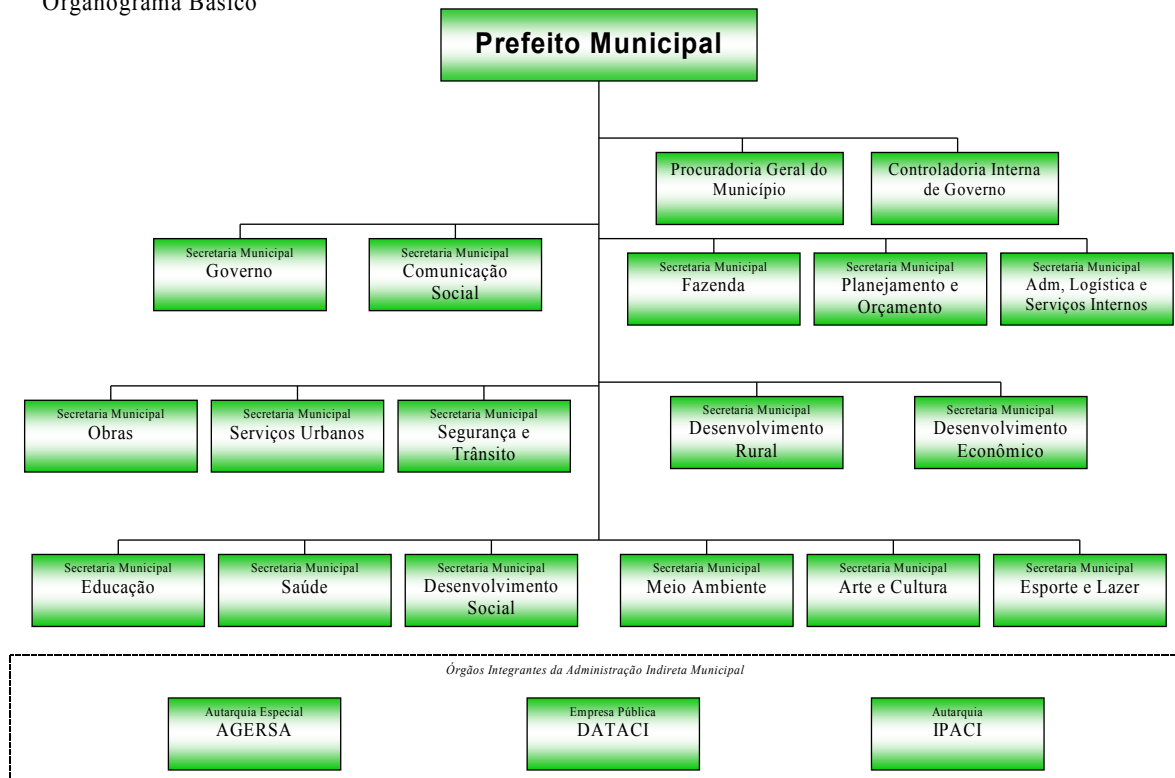 Organograma Básico
Prefeito Municipal
Procuradoria Geral do
Município
Controladoria Interna
de Governo
Secretaria Municipal
Governo
Secretaria Municipal
Comunicação
Social
Secretaria Municipal
Fazenda
Secretaria Municipal
Planejamento e
Orçamento
Secretaria Municipal
Adm, Logística e
Serviços Internos
Secretaria Municipal
Obras
Secretaria Municipal
Serviços Urbanos
Secretaria Municipal
Segurança e
Trânsito
Secretaria Municipal
Desenvolvimento
Rural
Secretaria Municipal
Desenvolvimento
Econômico
Secretaria Municipal
Educação
Secretaria Municipal
Saúde
Secretaria Municipal
Desenvolvimento
Social
Secretaria Municipal
Meio Ambiente
Secretaria Municipal
Arte e Cultura
Secretaria Municipal
Esporte e Lazer
Órgãos Integrantes da Administração Indireta Municipal
Autarquia Especial
AGERSA
Empresa Pública
DATACI
Autarquia
IPACI